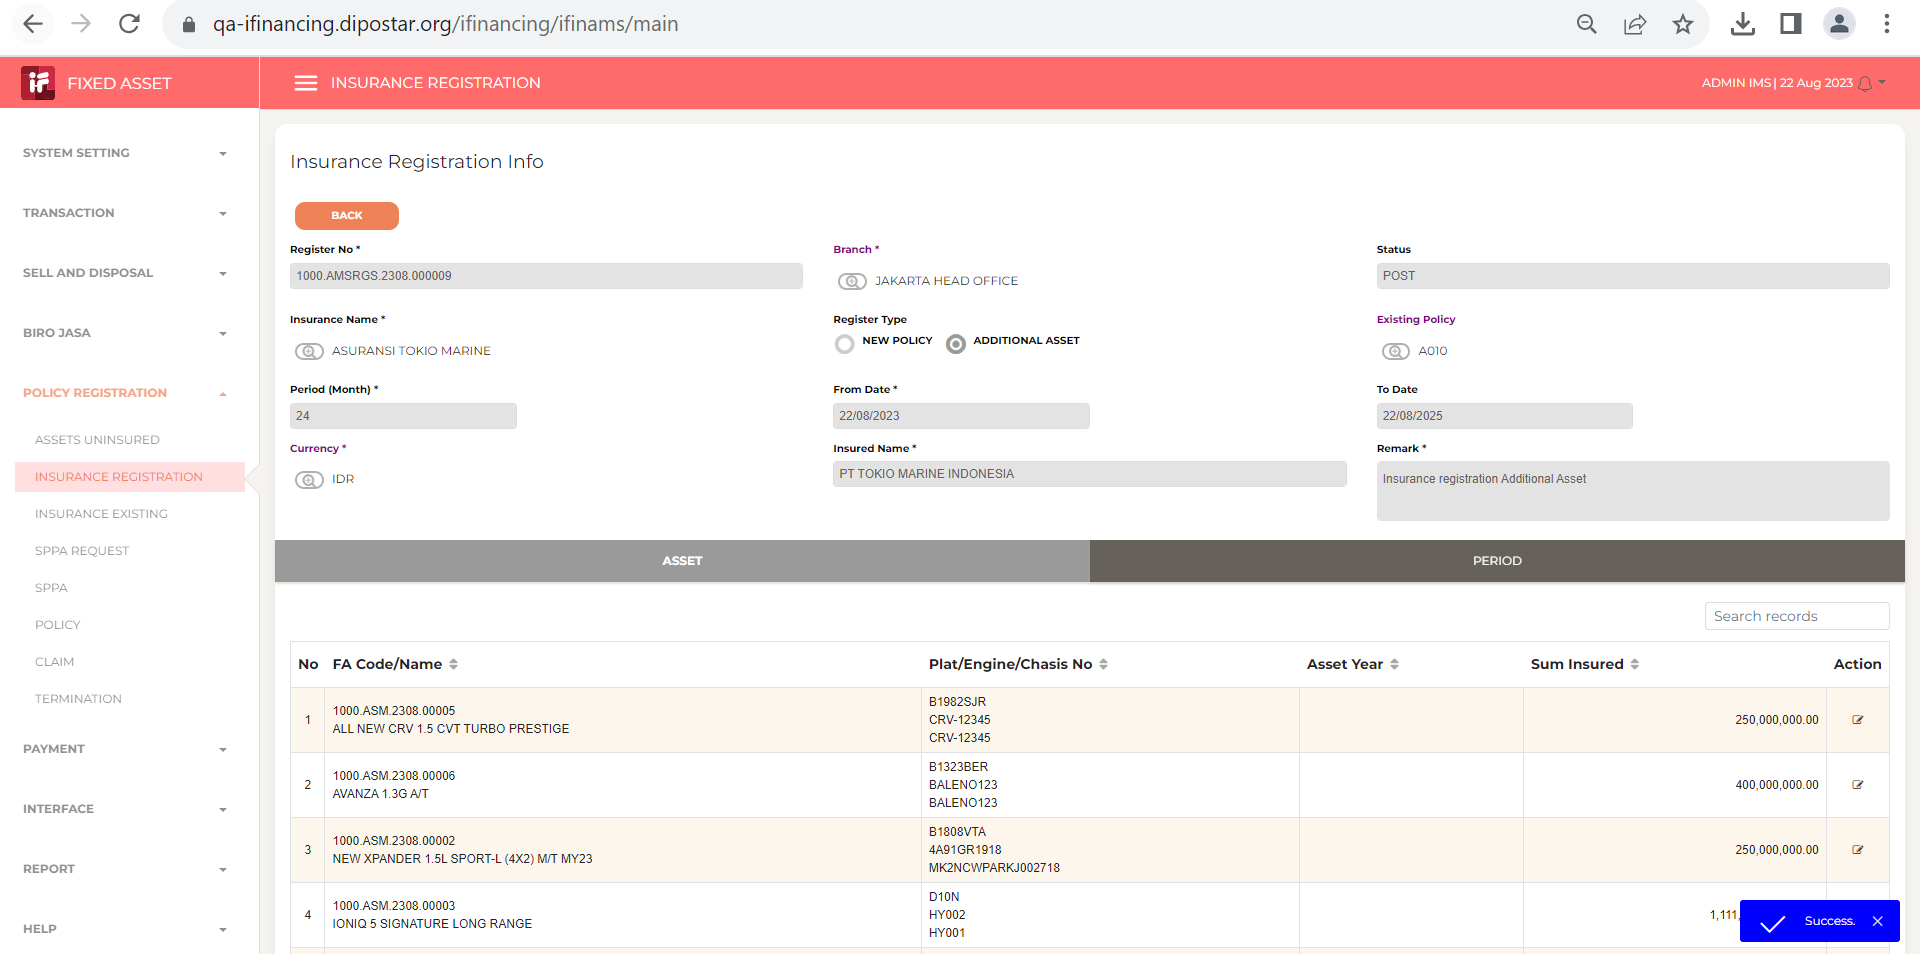 qa-ifinancing.dipostar.org/ifinancing/ifinams/main
iF FIXED ASSET
INSURANCE REGISTRATION
ADMIN IMS | 22 Aug 2023
SYSTEM SETTING
TRANSACTION
SELL AND DISPOSAL
BIRO JASA
POLICY REGISTRATION
ASSETS UNINSURED
INSURANCE REGISTRATION
INSURANCE EXISTING
SPPA REQUEST
SPPA
POLICY
CLAIM
TERMINATION
PAYMENT
INTERFACE
REPORT
HELP
Insurance Registration Info
BACK
Register No *
1000.AMSRGS.2308.000009
Branch *
JAKARTA HEAD OFFICE
Status
POST
Insurance Name *
ASURANSI TOKIO MARINE
Register Type
NEW POLICY ADDITIONAL ASSET
Existing Policy
A010
Period (Month) *
24
From Date *
22/08/2023
To Date
22/08/2025
Currency *
IDR
Insured Name *
PT TOKIO MARINE INDONESIA
Remark *
Insurance registration Additional Asset
ASSET PERIOD
Search records
No FA Code/Name Plat/Engine/Chasis No Asset Year Sum Insured Action
1
1000.ASM.2308.00005
ALL NEW CRV 1.5 CVT TURBO PRESTIGE
B1982SJR
CRV-12345
CRV-12345
250,000,000.00
2
1000.ASM.2308.00006
AVANZA 1.3G A/T
B1323BER
BALENO123
BALENO123
400,000,000.00
3
1000.ASM.2308.00002
NEW XPANDER 1.5L SPORT-L (4X2) M/T MY23
B1808VTA
4A91GR1918
MK2NCWPARKJ002718
250,000,000.00
4
1000.ASM.2308.00003
IONIQ 5 SIGNATURE LONG RANGE
D10N
HY002
HY001
1,111,
Success.